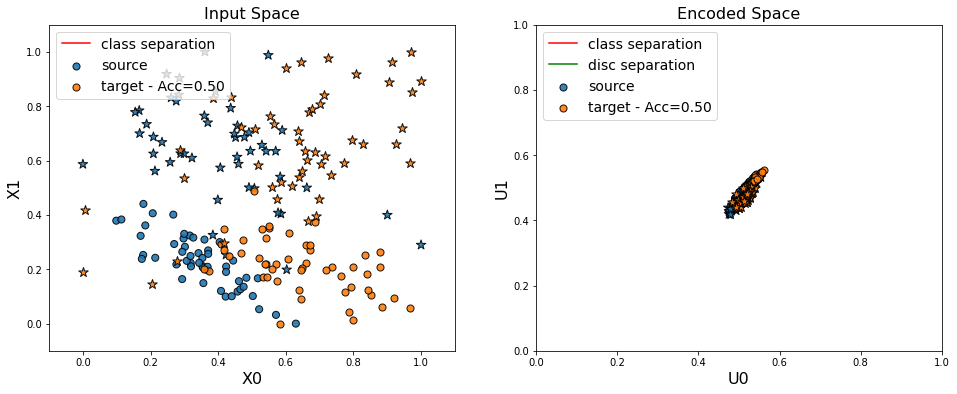 Input Space
class separation
source
target - Acc=0.50
X1
1.0
0.8
0.6
0.4
0.2
0.0
0.0 0.2 0.4 0.6 0.8 1.0
X0
Encoded Space
class separation
disc separation
source
target - Acc=0.50
U1
1.0
0.8
0.6
0.4
0.2
0.0
0.0 0.2 0.4 0.6 0.8 1.0
U0